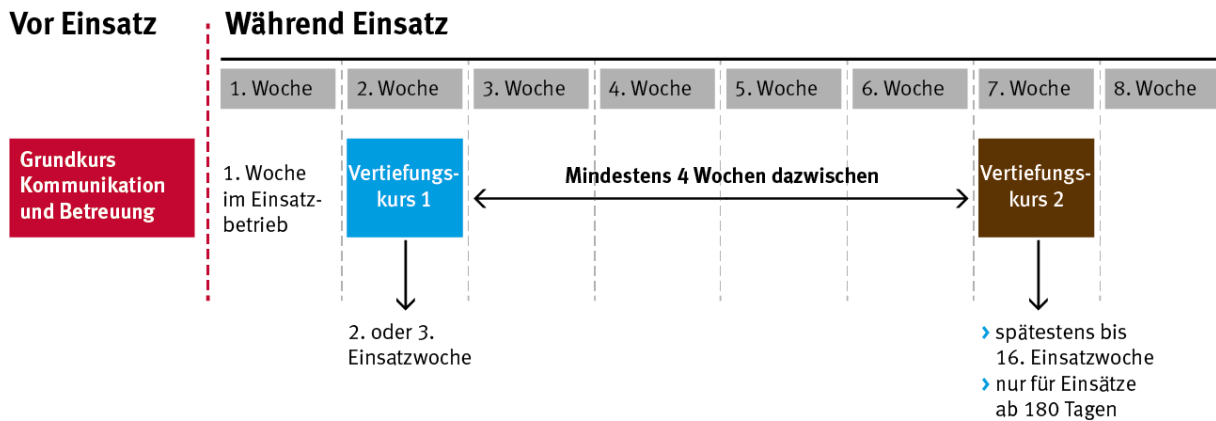 Vor Einsatz
Während Einsatz
1. Woche
2. Woche
3. Woche
4. Woche
5. Woche
6. Woche
7. Woche
8. Woche
Grundkurs
Kommunikation
und Betreuung
1. Woche
im Einsatz-
betrieb
Vertiefungs-
kurs 1
Mindestens 4 Wochen dazwischen
Vertiefungs-
kurs 2
2. oder 3.
Einsatzwoche
› spätestens bis
16. Einsatzwoche
› nur für Einsätze
ab 180 Tagen